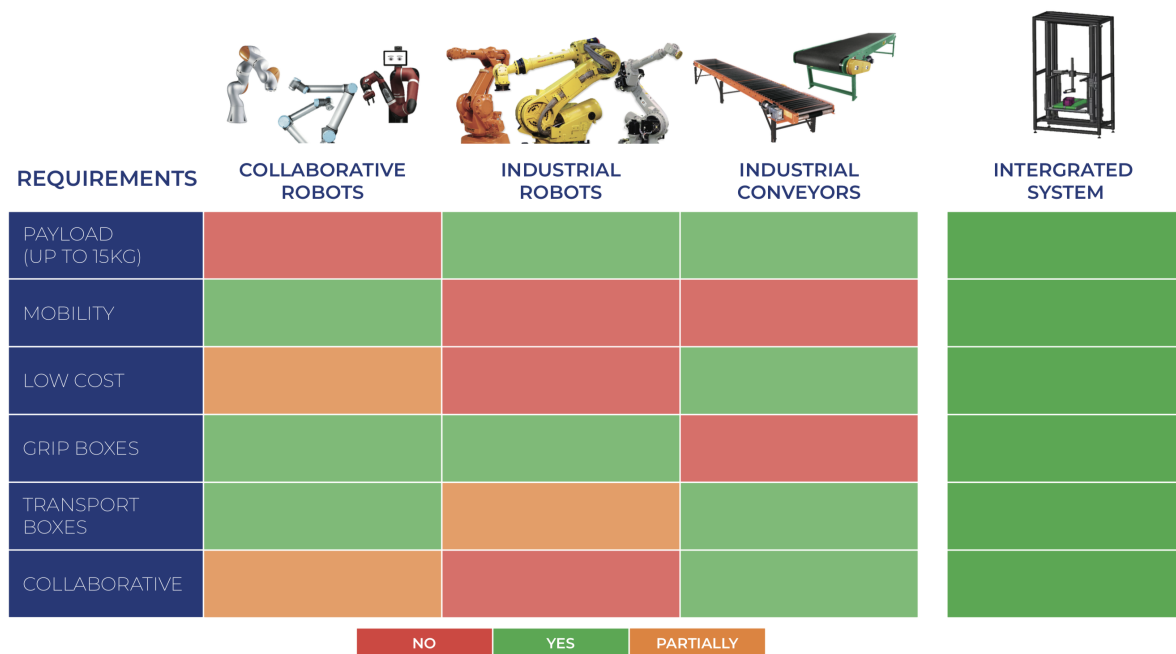 REQUIREMENTS
COLLABORATIVE
ROBOTS
INDUSTRIAL
ROBOTS
INDUSTRIAL
CONVEYORS
INTERGRATED
SYSTEM
PAYLOAD
(UP TO 15KG)
MOBILITY
LOW COST
GRIP BOXES
TRANSPORT
BOXES
COLLABORATIVE
NO
YES
PARTIALLY